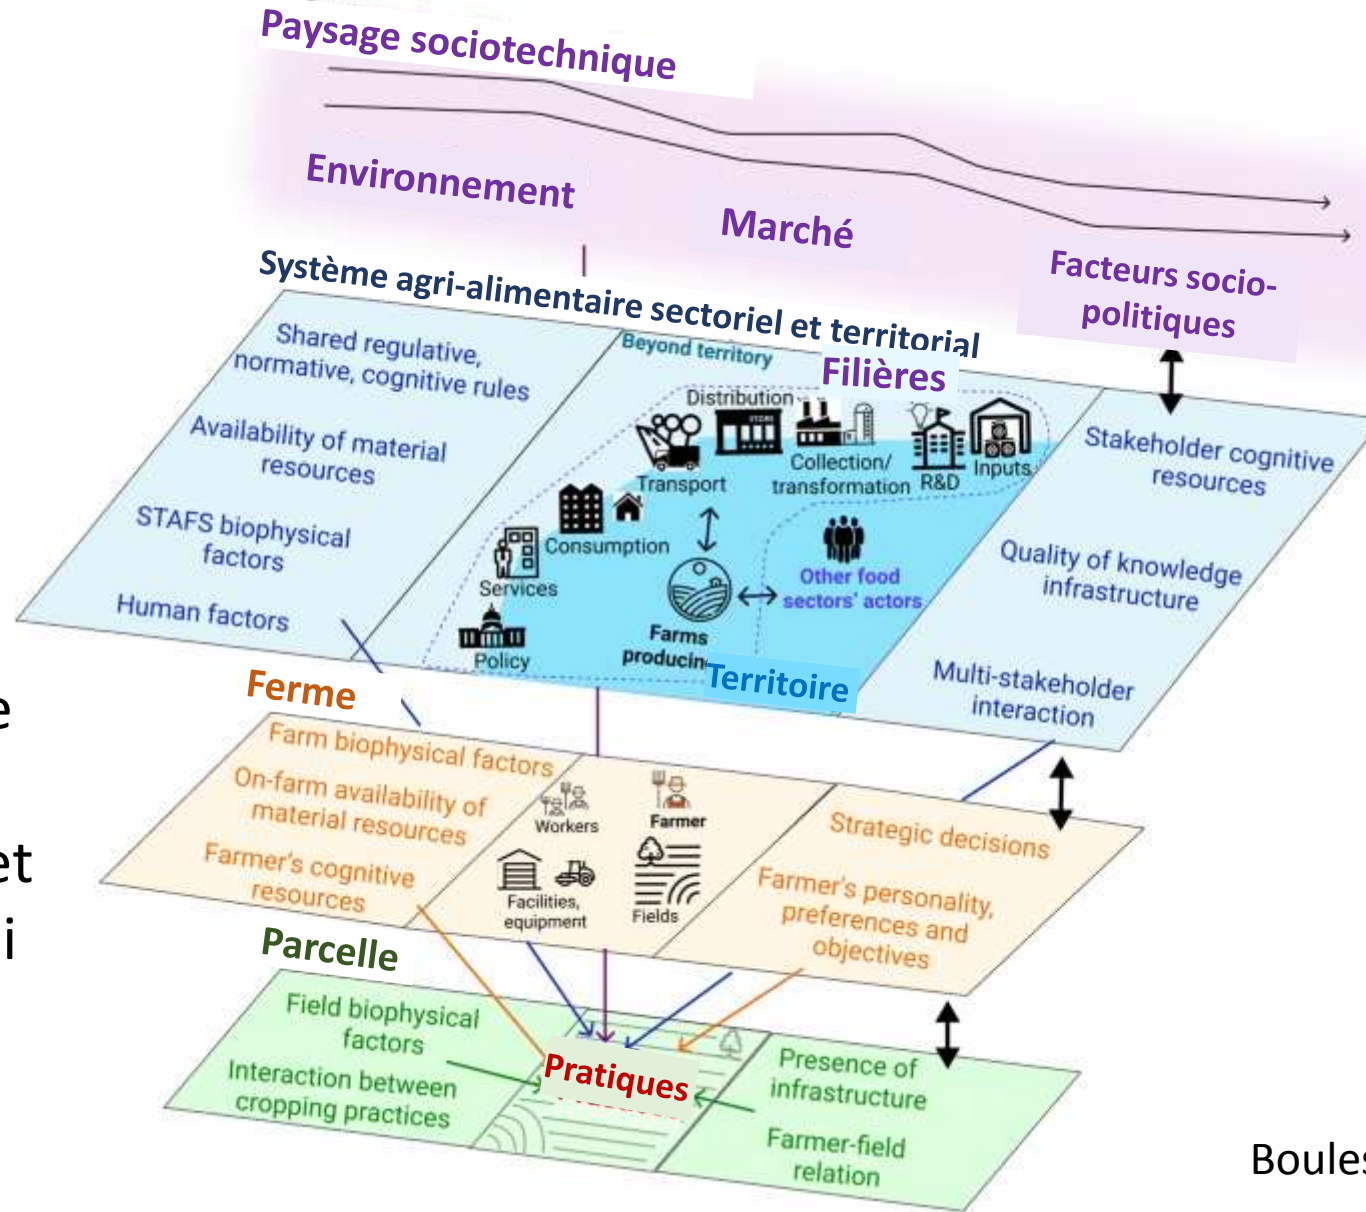 Paysage sociotechnique
Environnement
Marché
Facteurs socio-
politiques
Système agri-alimentaire sectoriel et territorial
Shared regulative,
normative, cognitive rules
Availability of material
resources
STAFS biophysical
factors
Human factors
Beyond territory
Filières
Distribution
STORE
Transport
Collection/
transformation
R&D
Inputs
Consumption
Services
Policy
Farms
Other food
sectors' actors
Territoire
Stakeholder cognitive
resources
Quality of knowledge
infrastructure
Multi-stakeholder
interaction
e
et
i
Ferme
Farm biophysical factors
On-farm availability of
material resources
Farmer's cognitive
resources
Workers
Farmer
Facilities,
equipment
Fields
Strategic decisions
Farmer's personality,
preferences and
objectives
Parcelle
Field biophysical
factors
Interaction between
cropping practices
Pratiques
Presence of
infrastructure
Farmer-field
relation